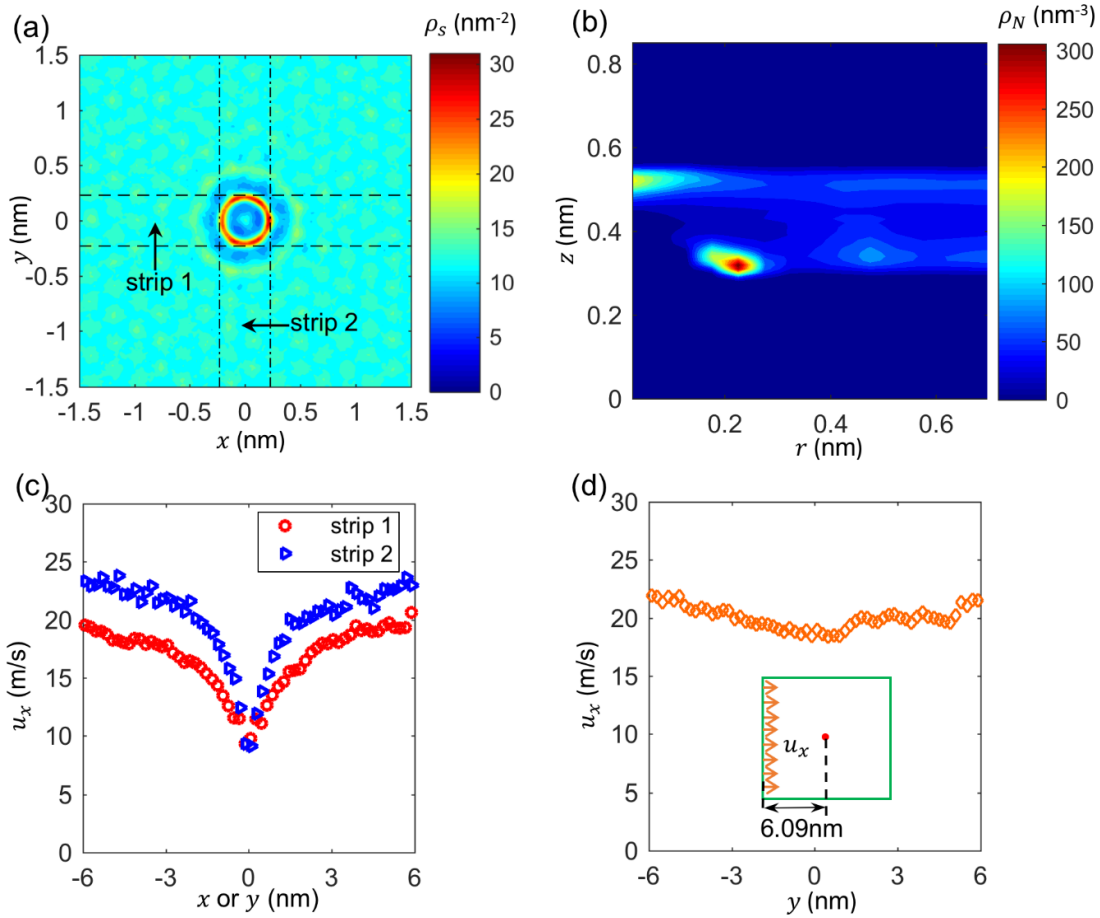 (a)
ρₛ (nm⁻²)
1.5
1
0.5
0
-0.5
-1
-1.5
y (nm)
strip 1
strip 2
-1.5 -1 -0.5 0 0.5 1 1.5
x (nm)
30
25
20
15
10
5
0
(b)
ρ_N (nm⁻³)
0.8
0.6
0.4
0.2
0
z (nm)
0.2 0.4 0.6
r (nm)
300
250
200
150
100
50
0
(c)
30
25
20
15
10
5
0
uₓ (m/s)
strip 1
strip 2
-6 -3 0 3 6
x or y (nm)
(d)
30
25
20
15
10
5
0
uₓ (m/s)
uₓ
6.09nm
-6 -3 0 3 6
y (nm)